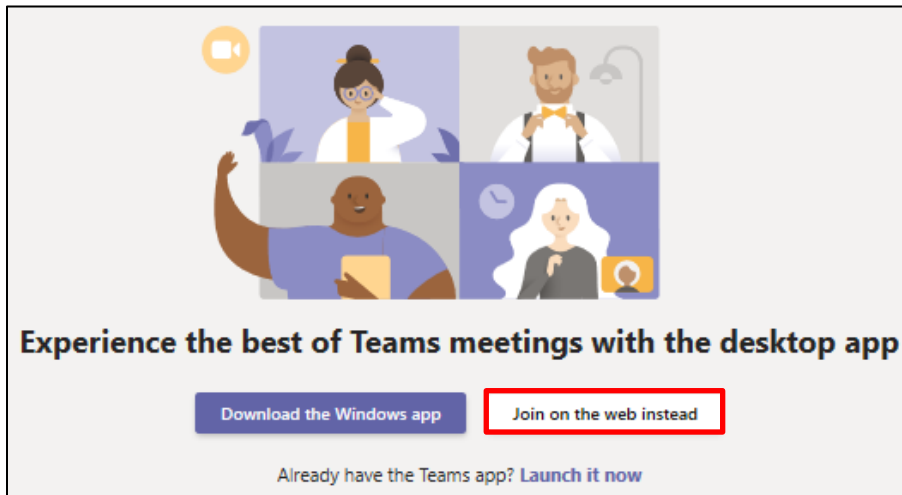 Experience the best of Teams meetings with the desktop app
Download the Windows app
Join on the web instead
Already have the Teams app? Launch it now